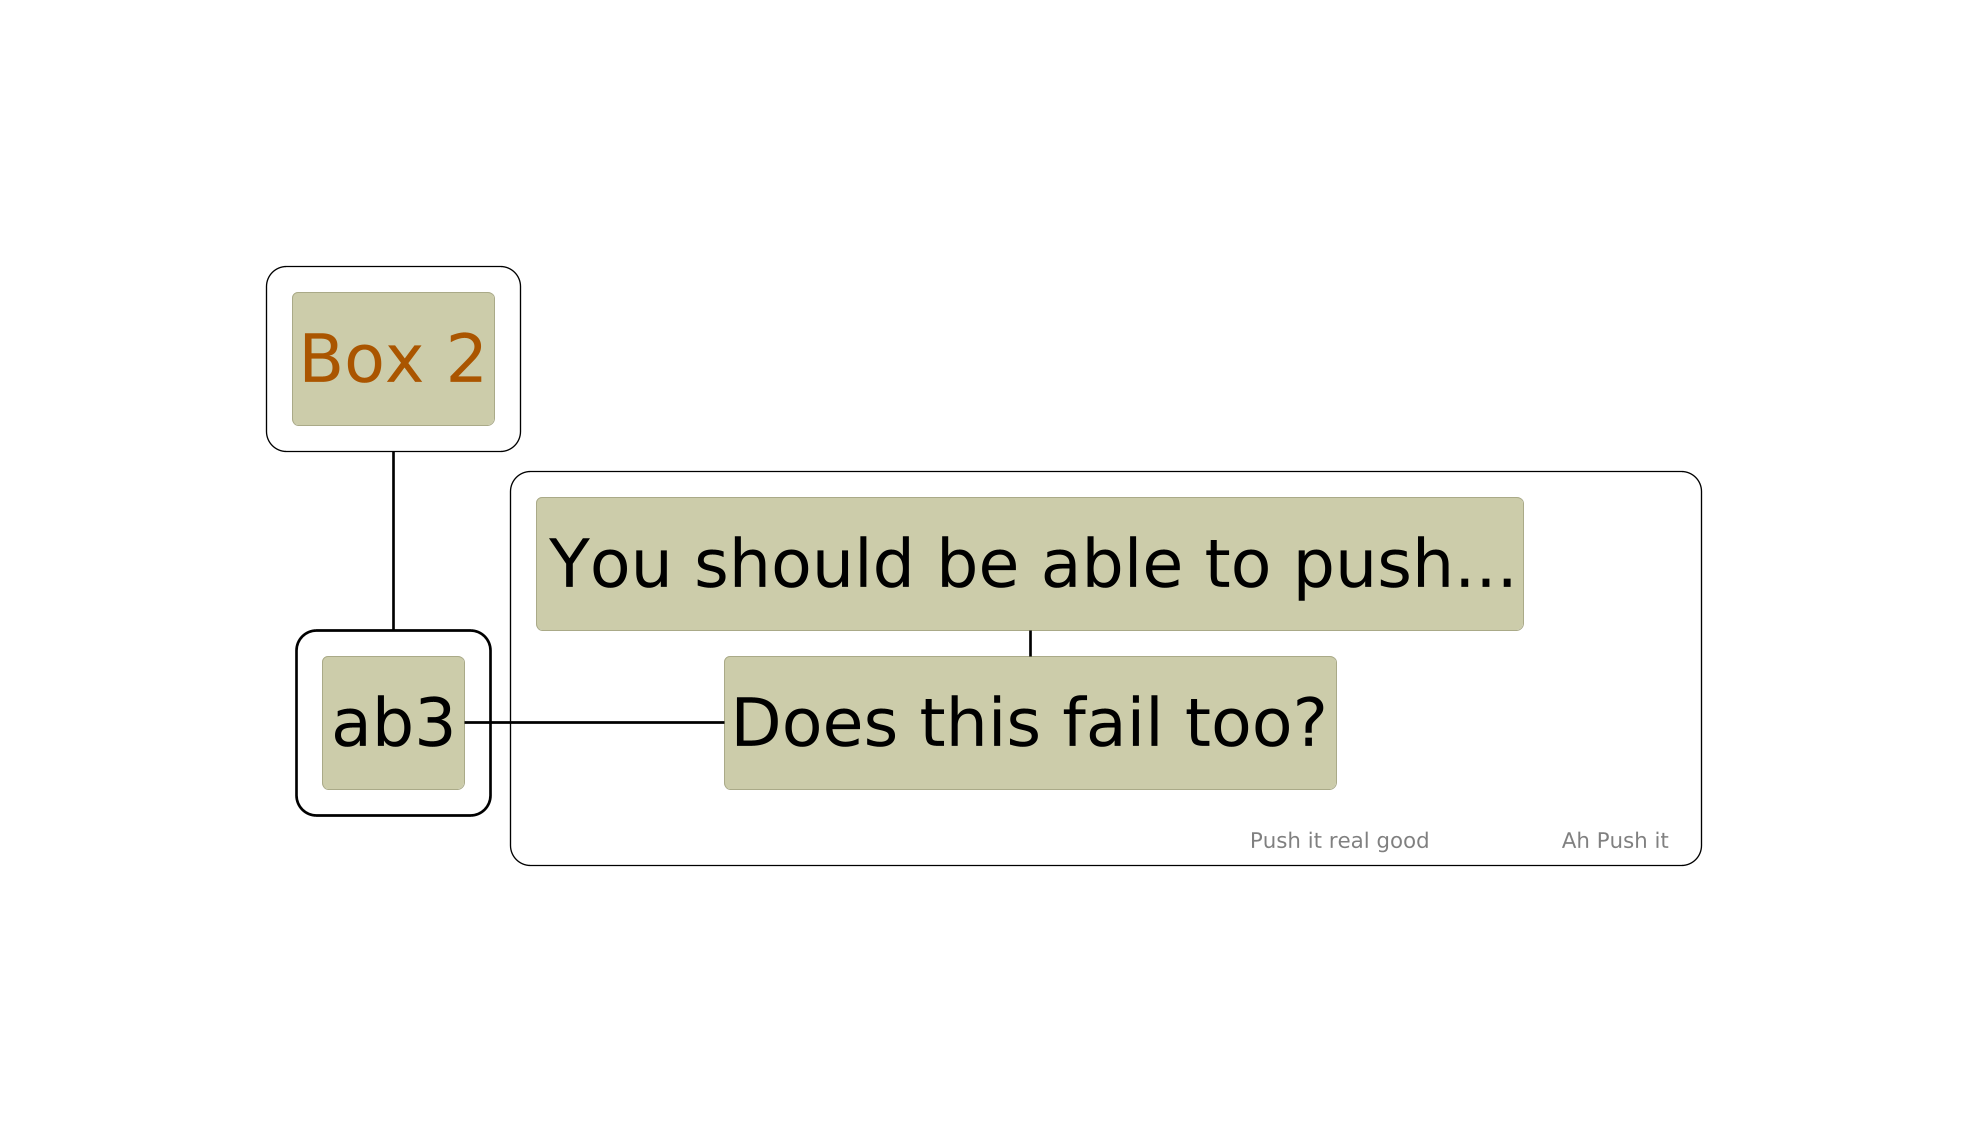 Box 2
You should be able to push...
ab3
Does this fail too?
Push it real good
Ah Push it